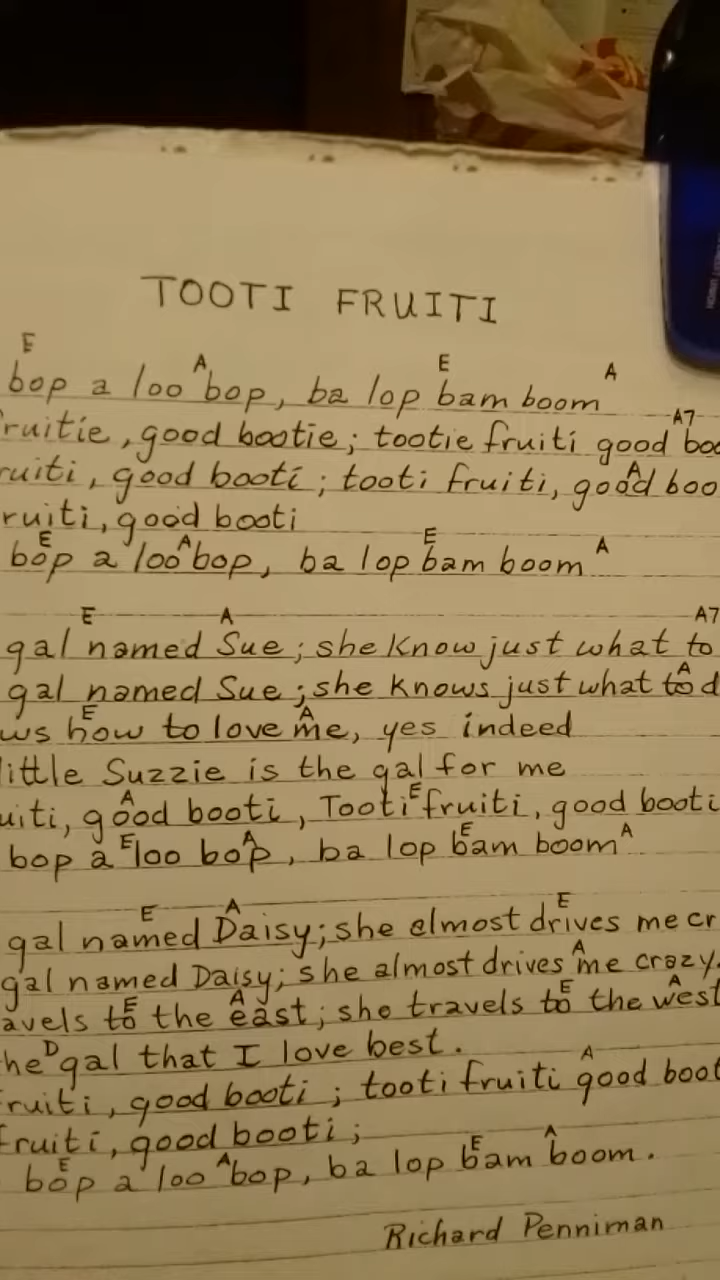 TOOTI FRUITI
E A E A
bop a loo bop, ba lop bam boom
A7
fruitie, good bootie; tootie fruiti good boo
A
ruiti, good booti; tooti fruiti, good boo
ruiti, good booti
E A E A
bop a loo bop, ba lop bam boom
E A A7
gal named Sue; she know just what to
A
gal named Sue; she knows just what to d
E A
ws how to love me, yes indeed
ittle Suzzie is the gal for me
A E
uiti, good booti, Tooti fruiti, good booti
E A E A
bop a loo bop, ba lop bam boom
E A E
gal named Daisy; she almost drives me cr
A
gal named Daisy; she almost drives me crazy.
E A E A
avels to the east; she travels to the west
D
he gal that I love best.
A
fruiti, good booti; tooti fruiti good boot
fruiti, good booti;
E A E A
bop a loo bop, ba lop bam boom.
Richard Penniman